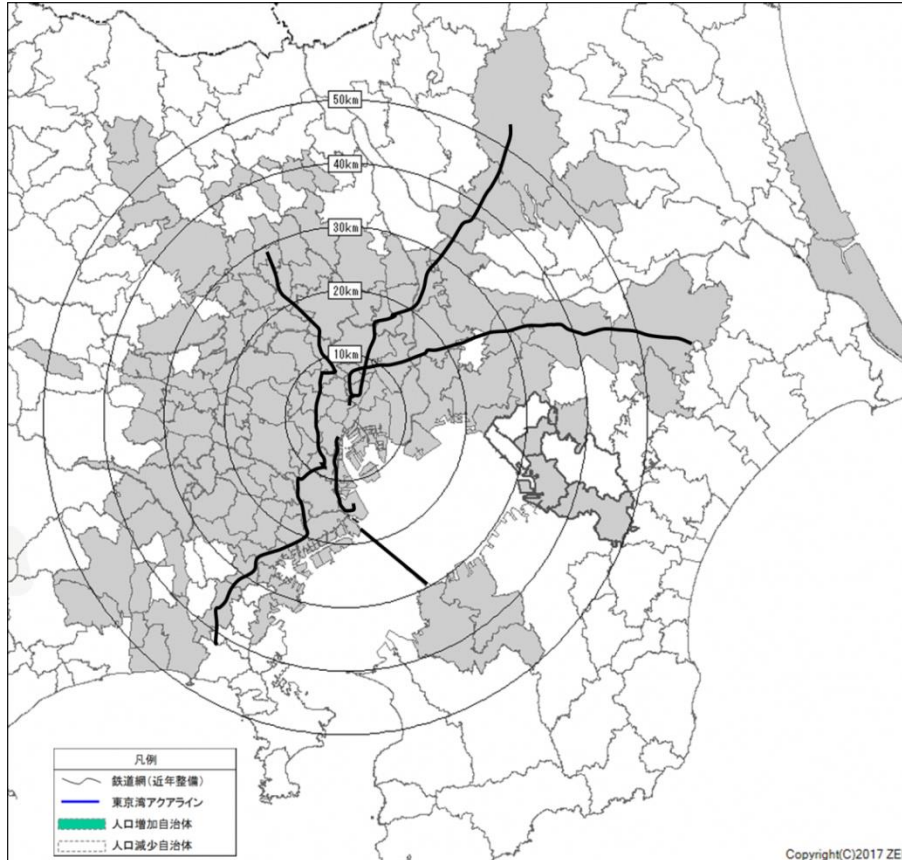 50km
40km
30km
20km
10km
凡例
鉄道網(近年整備)
東京湾アクアライン
人口増加自治体
人口減少自治体
Copyright(C)2017 ZE